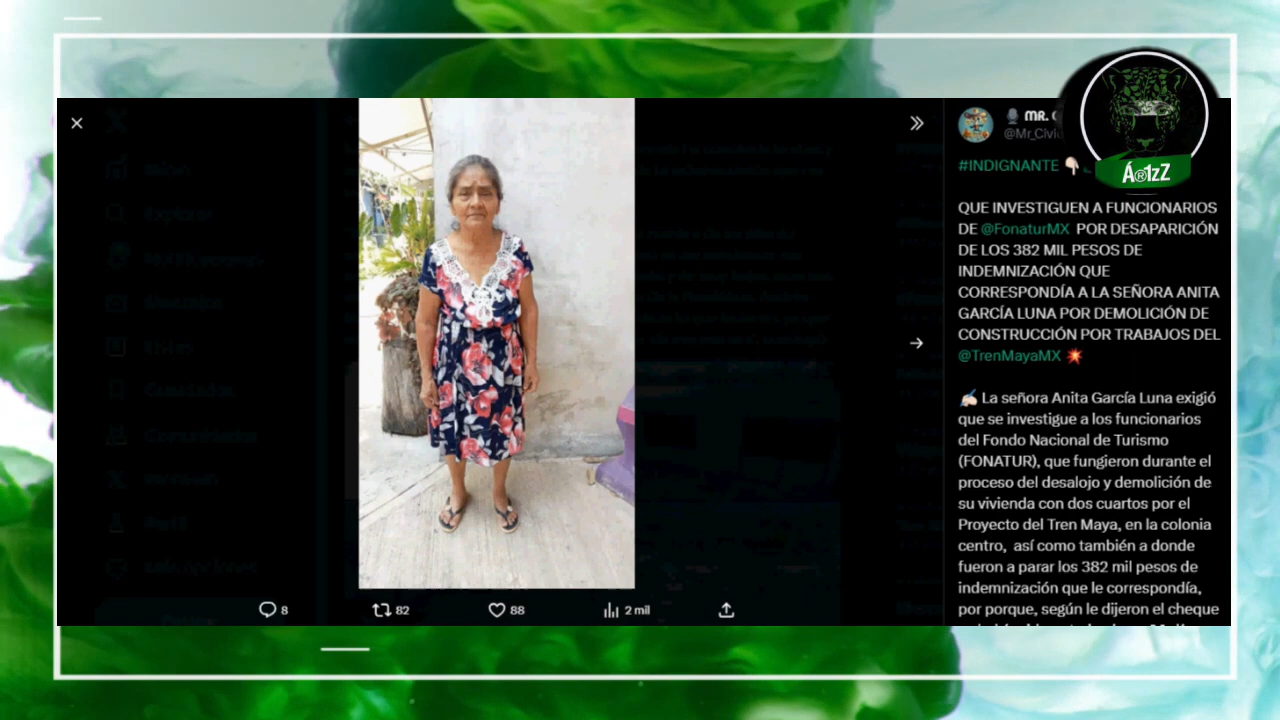 MR.
@Mr_Civic
#INDIGNANTE
Á®1zZ
QUE INVESTIGUEN A FUNCIONARIOS
DE @FonaturMX POR DESAPARICIÓN
DE LOS 382 MIL PESOS DE
INDEMNIZACIÓN QUE
CORRESPONDÍA A LA SEÑORA ANITA
GARCÍA LUNA POR DEMOLICIÓN DE
CONSTRUCCIÓN POR TRABAJOS DEL
@TrenMayaMX
La señora Anita García Luna exigió
que se investigue a los funcionarios
del Fondo Nacional de Turismo
(FONATUR), que fungieron durante el
proceso del desalojo y demolición de
su vivienda con dos cuartos por el
Proyecto del Tren Maya, en la colonia
centro, así como también a donde
fueron a parar los 382 mil pesos de
indemnización que le correspondía,
por porque, según le dijeron el cheque
8
82
88
2 mil